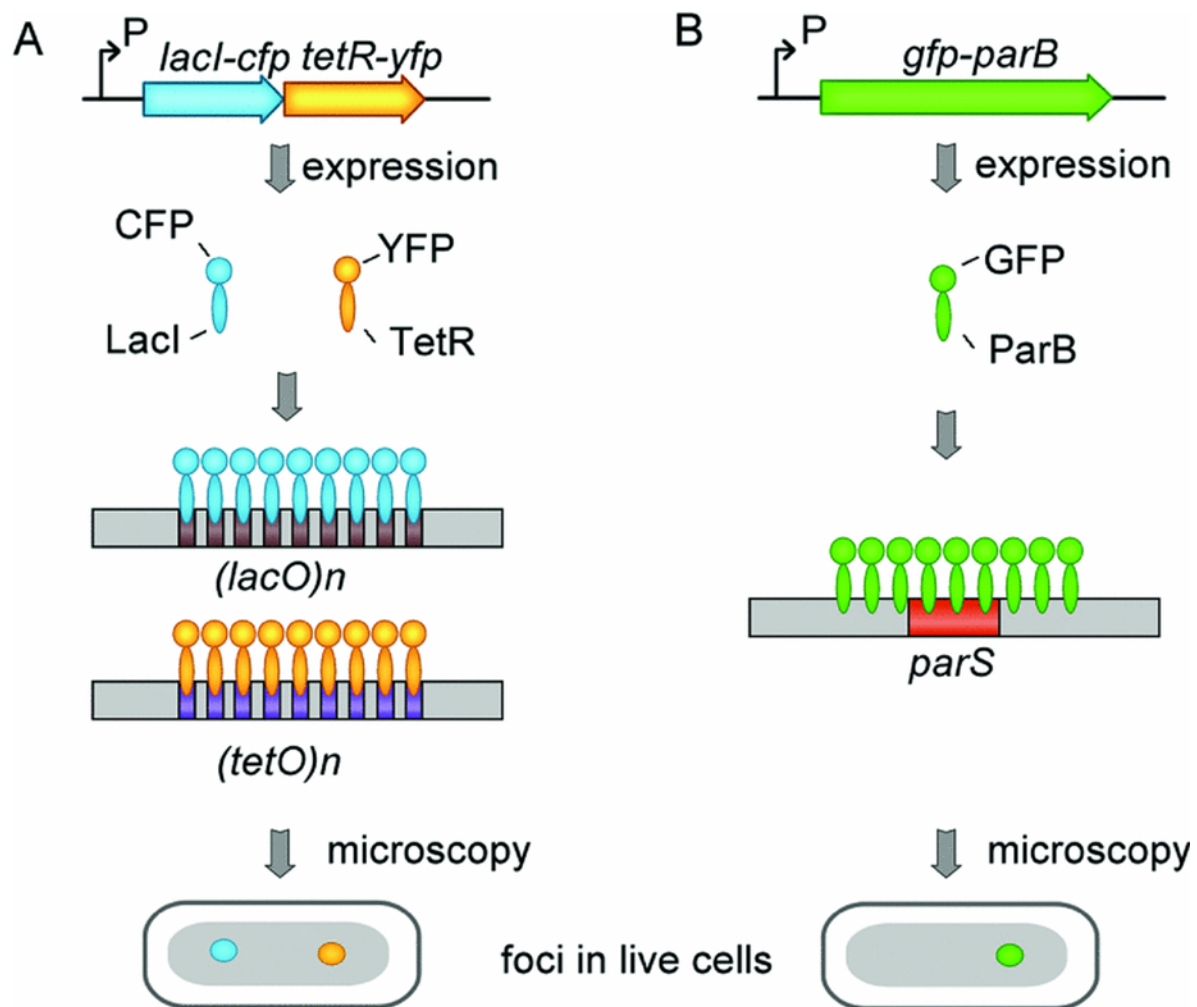 A
P
lacI-cfp tetR-yfp
expression
CFP
YFP
LacI
TetR
(lacO)n
(tetO)n
microscopy
B
P
gfp-parB
expression
GFP
ParB
parS
microscopy
foci in live cells